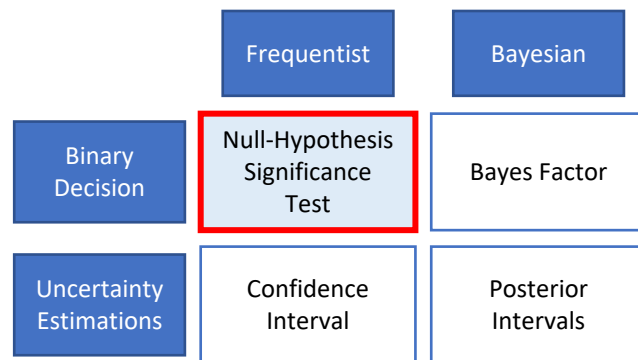 Frequentist
Bayesian
Binary
Decision
Null-Hypothesis
Significance
Test
Bayes Factor
Uncertainty
Estimations
Confidence
Interval
Posterior
Intervals